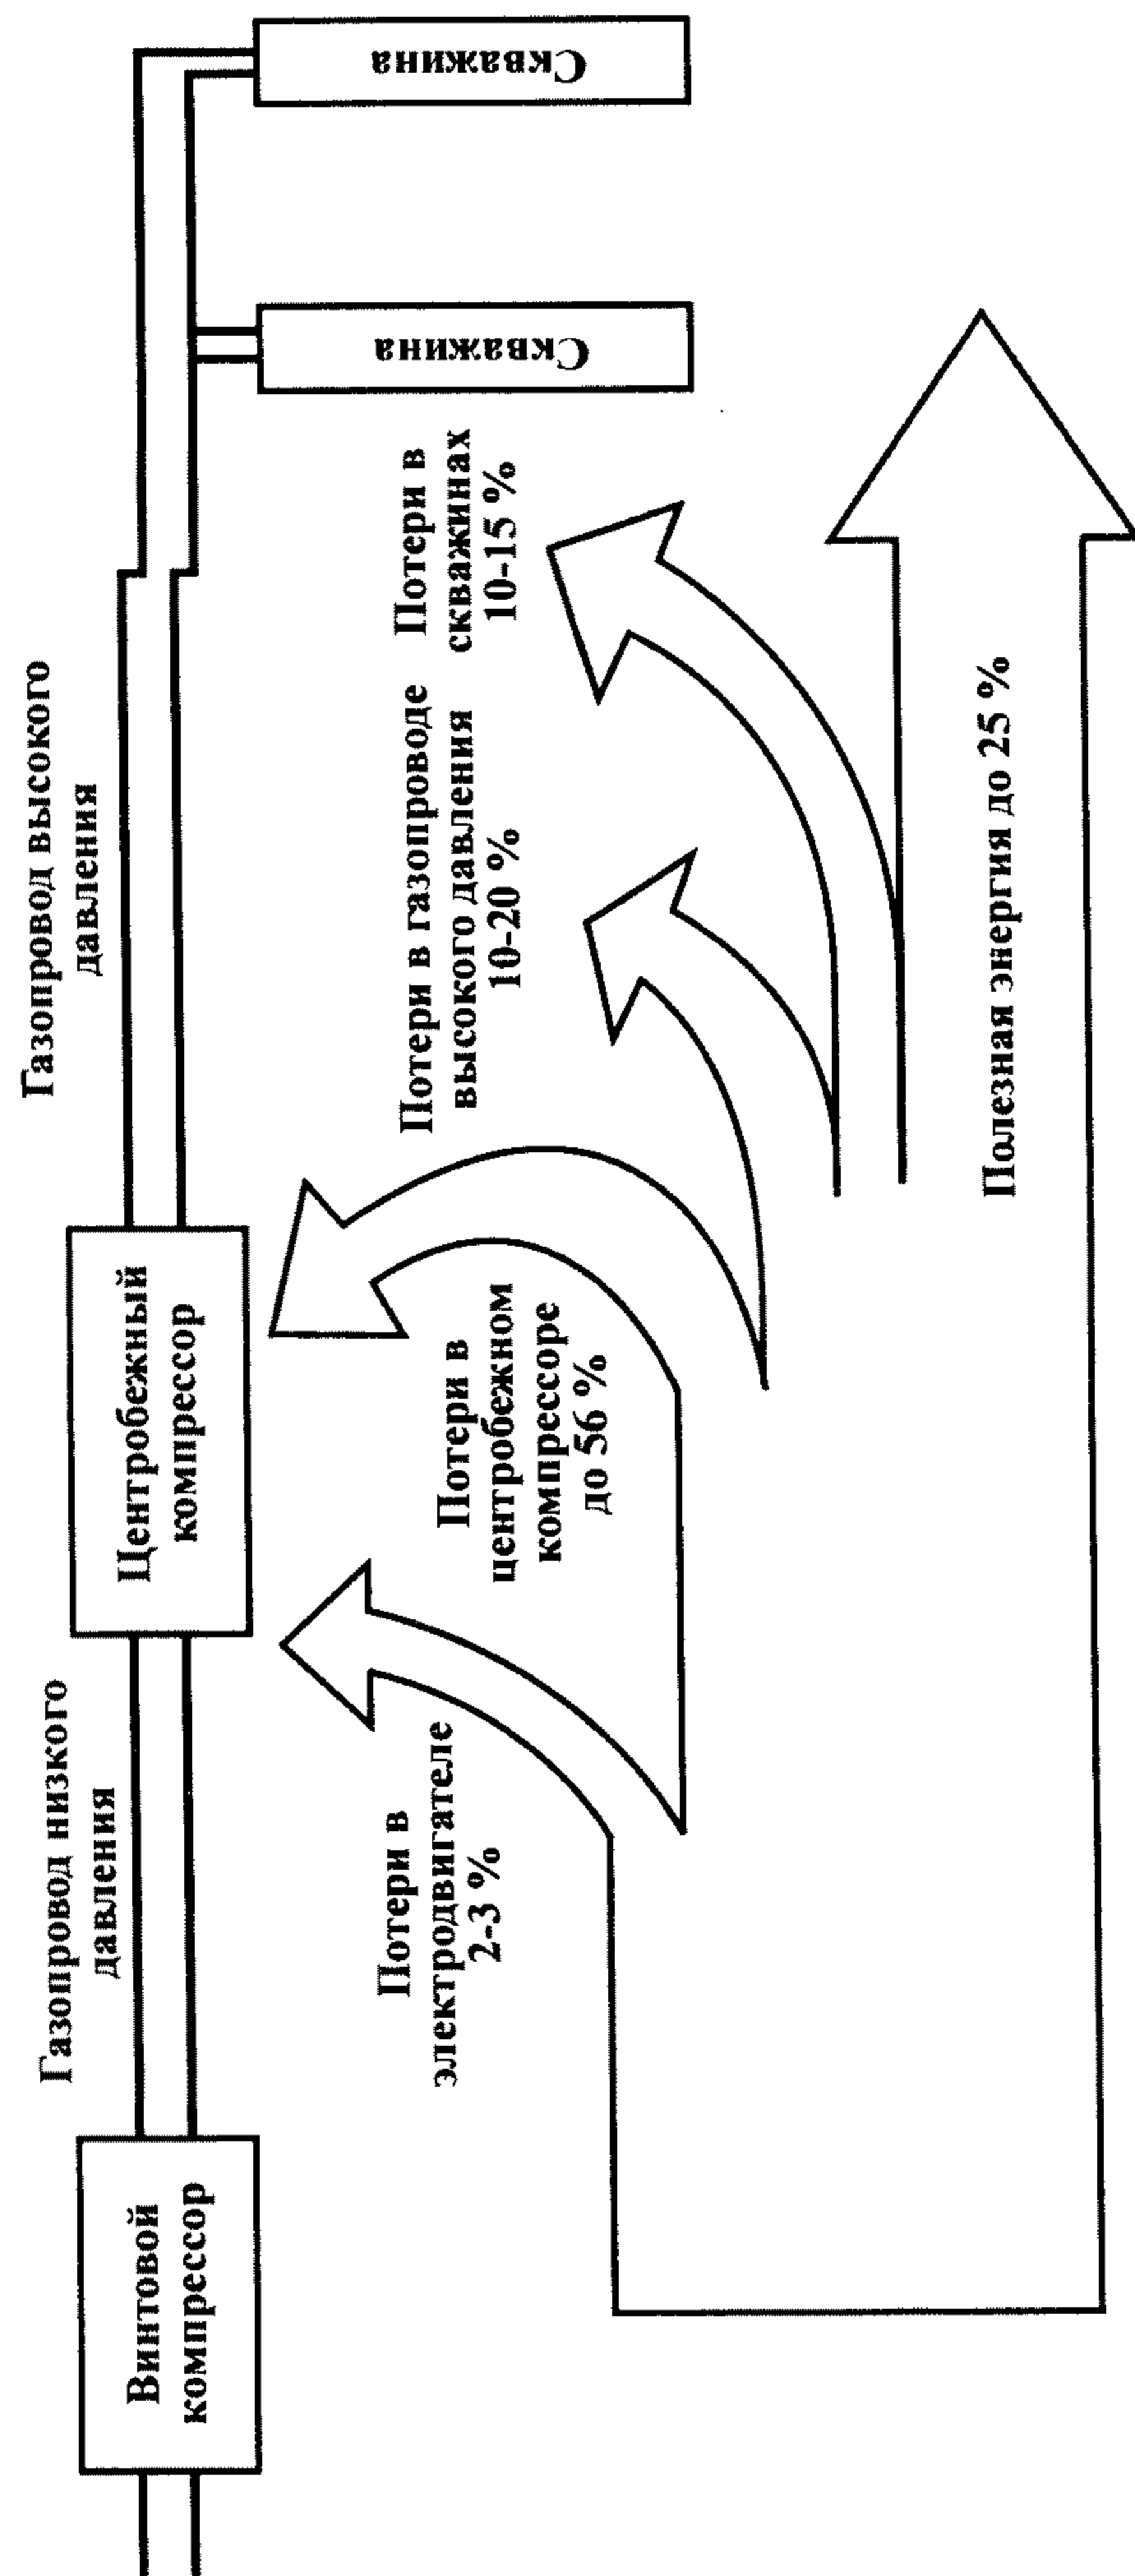 Газопровод низкого
давления
Газопровод высокого
давления
Винтовой
компрессор
Центробежный
компрессор
Скважина
Скважина
Потери в
электродвигателе
2-3 %
Потери в
центробежном
компрессоре
до 56 %
Потери в газопроводе
высокого давления
10-20 %
Потери в
скважинах
10-15 %
Полезная энергия до 25 %